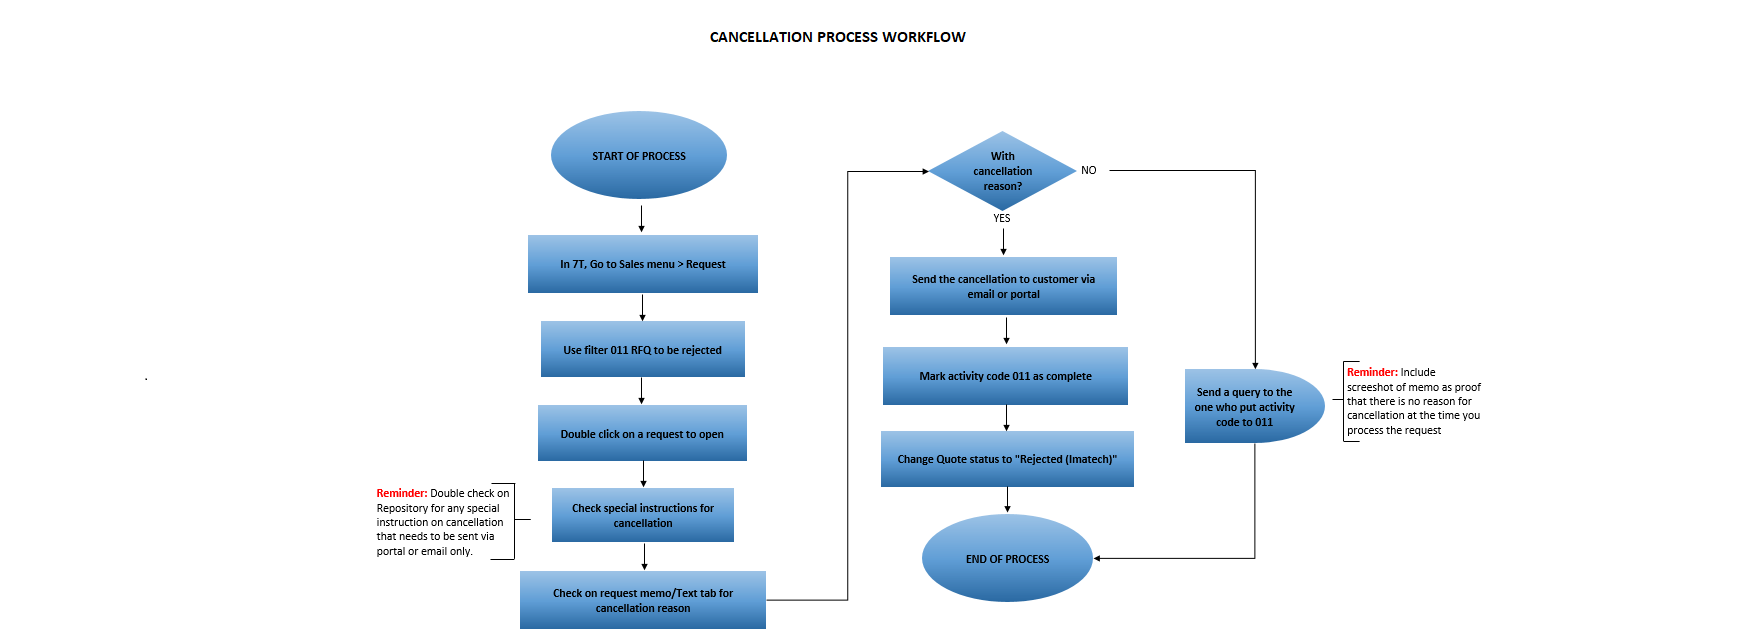 CANCELLATION PROCESS WORKFLOW
START OF PROCESS
In 7T, Go to Sales menu > Request
Use filter 011 RFQ to be rejected
Double click on a request to open
Check special instructions for
cancellation
Reminder: Double check on
Repository for any special
instruction on cancellation
that needs to be sent via
portal or email only.
Check on request memo/Text tab for
cancellation reason
With
cancellation
reason?
NO
YES
Send the cancellation to customer via
email or portal
Mark activity code 011 as complete
Change Quote status to "Rejected (Imatech)"
END OF PROCESS
Send a query to the
one who put activity
code to 011
Reminder: Include
screeshot of memo as proof
that there is no reason for
cancellation at the time you
process the request